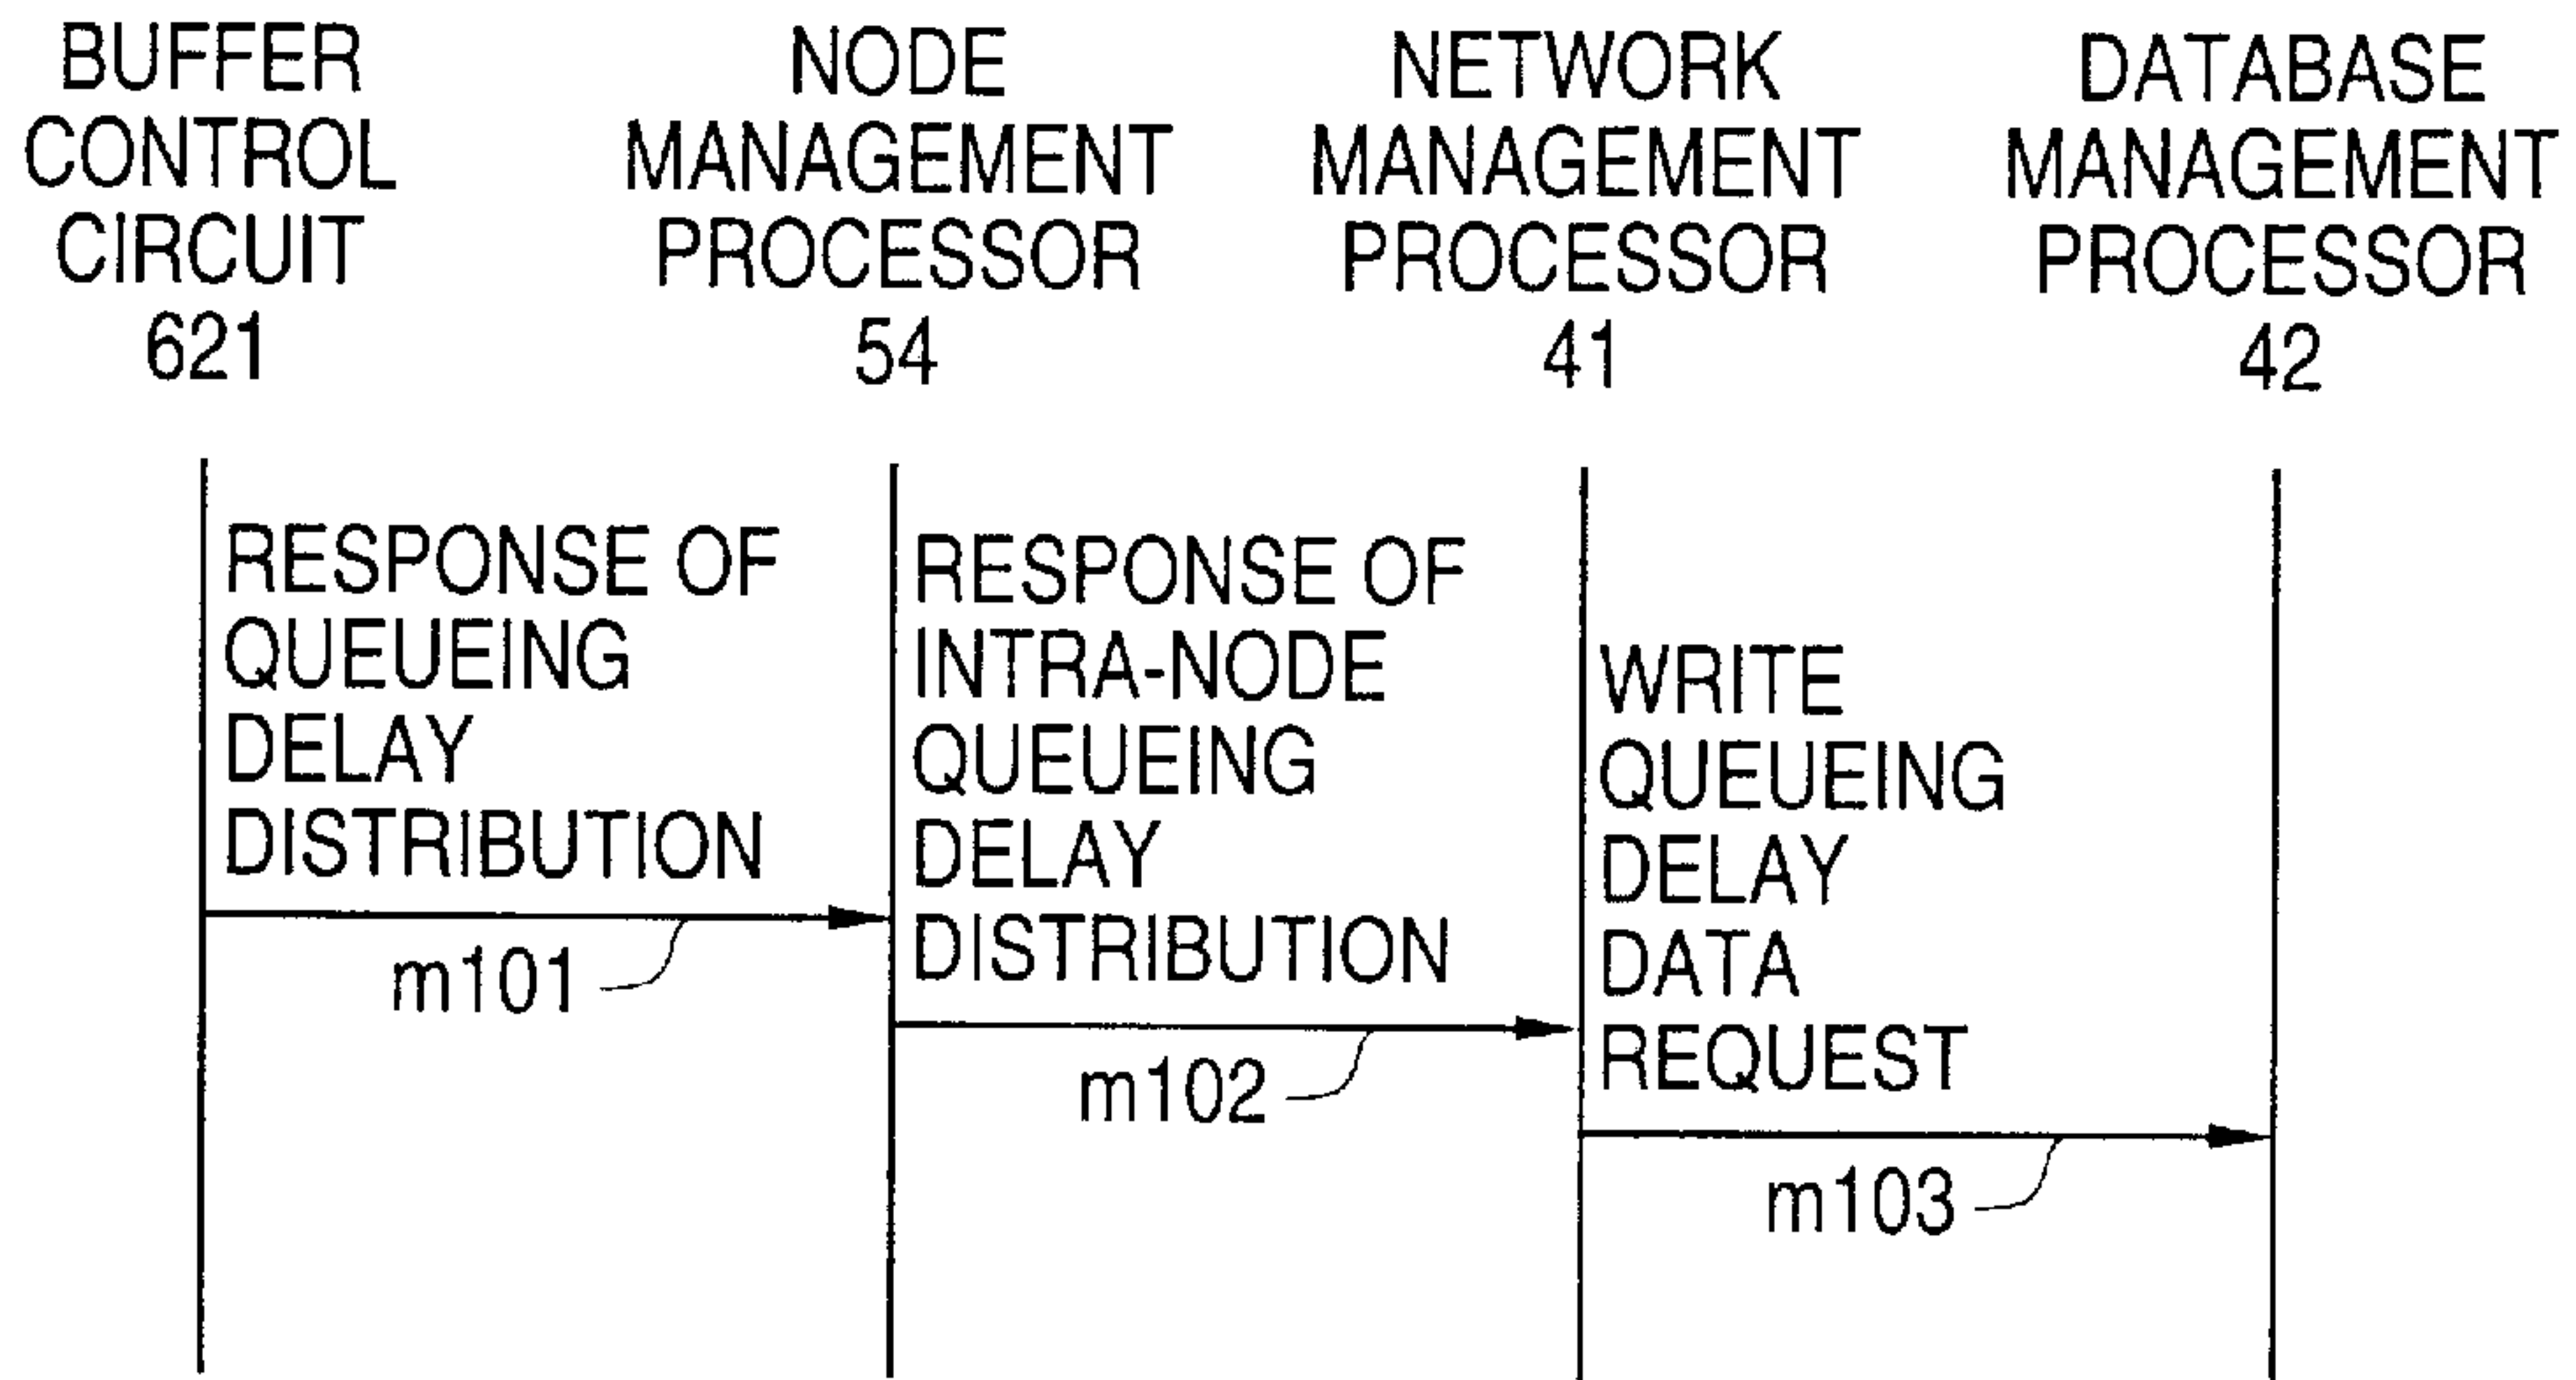 BUFFER
CONTROL
CIRCUIT
621
NODE
MANAGEMENT
PROCESSOR
54
NETWORK
MANAGEMENT
PROCESSOR
41
DATABASE
MANAGEMENT
PROCESSOR
42
RESPONSE OF
QUEUEING
DELAY
DISTRIBUTION
m101
RESPONSE OF
INTRA-NODE
QUEUEING
DELAY
DISTRIBUTION
m102
WRITE
QUEUEING
DELAY
DATA
REQUEST
m103